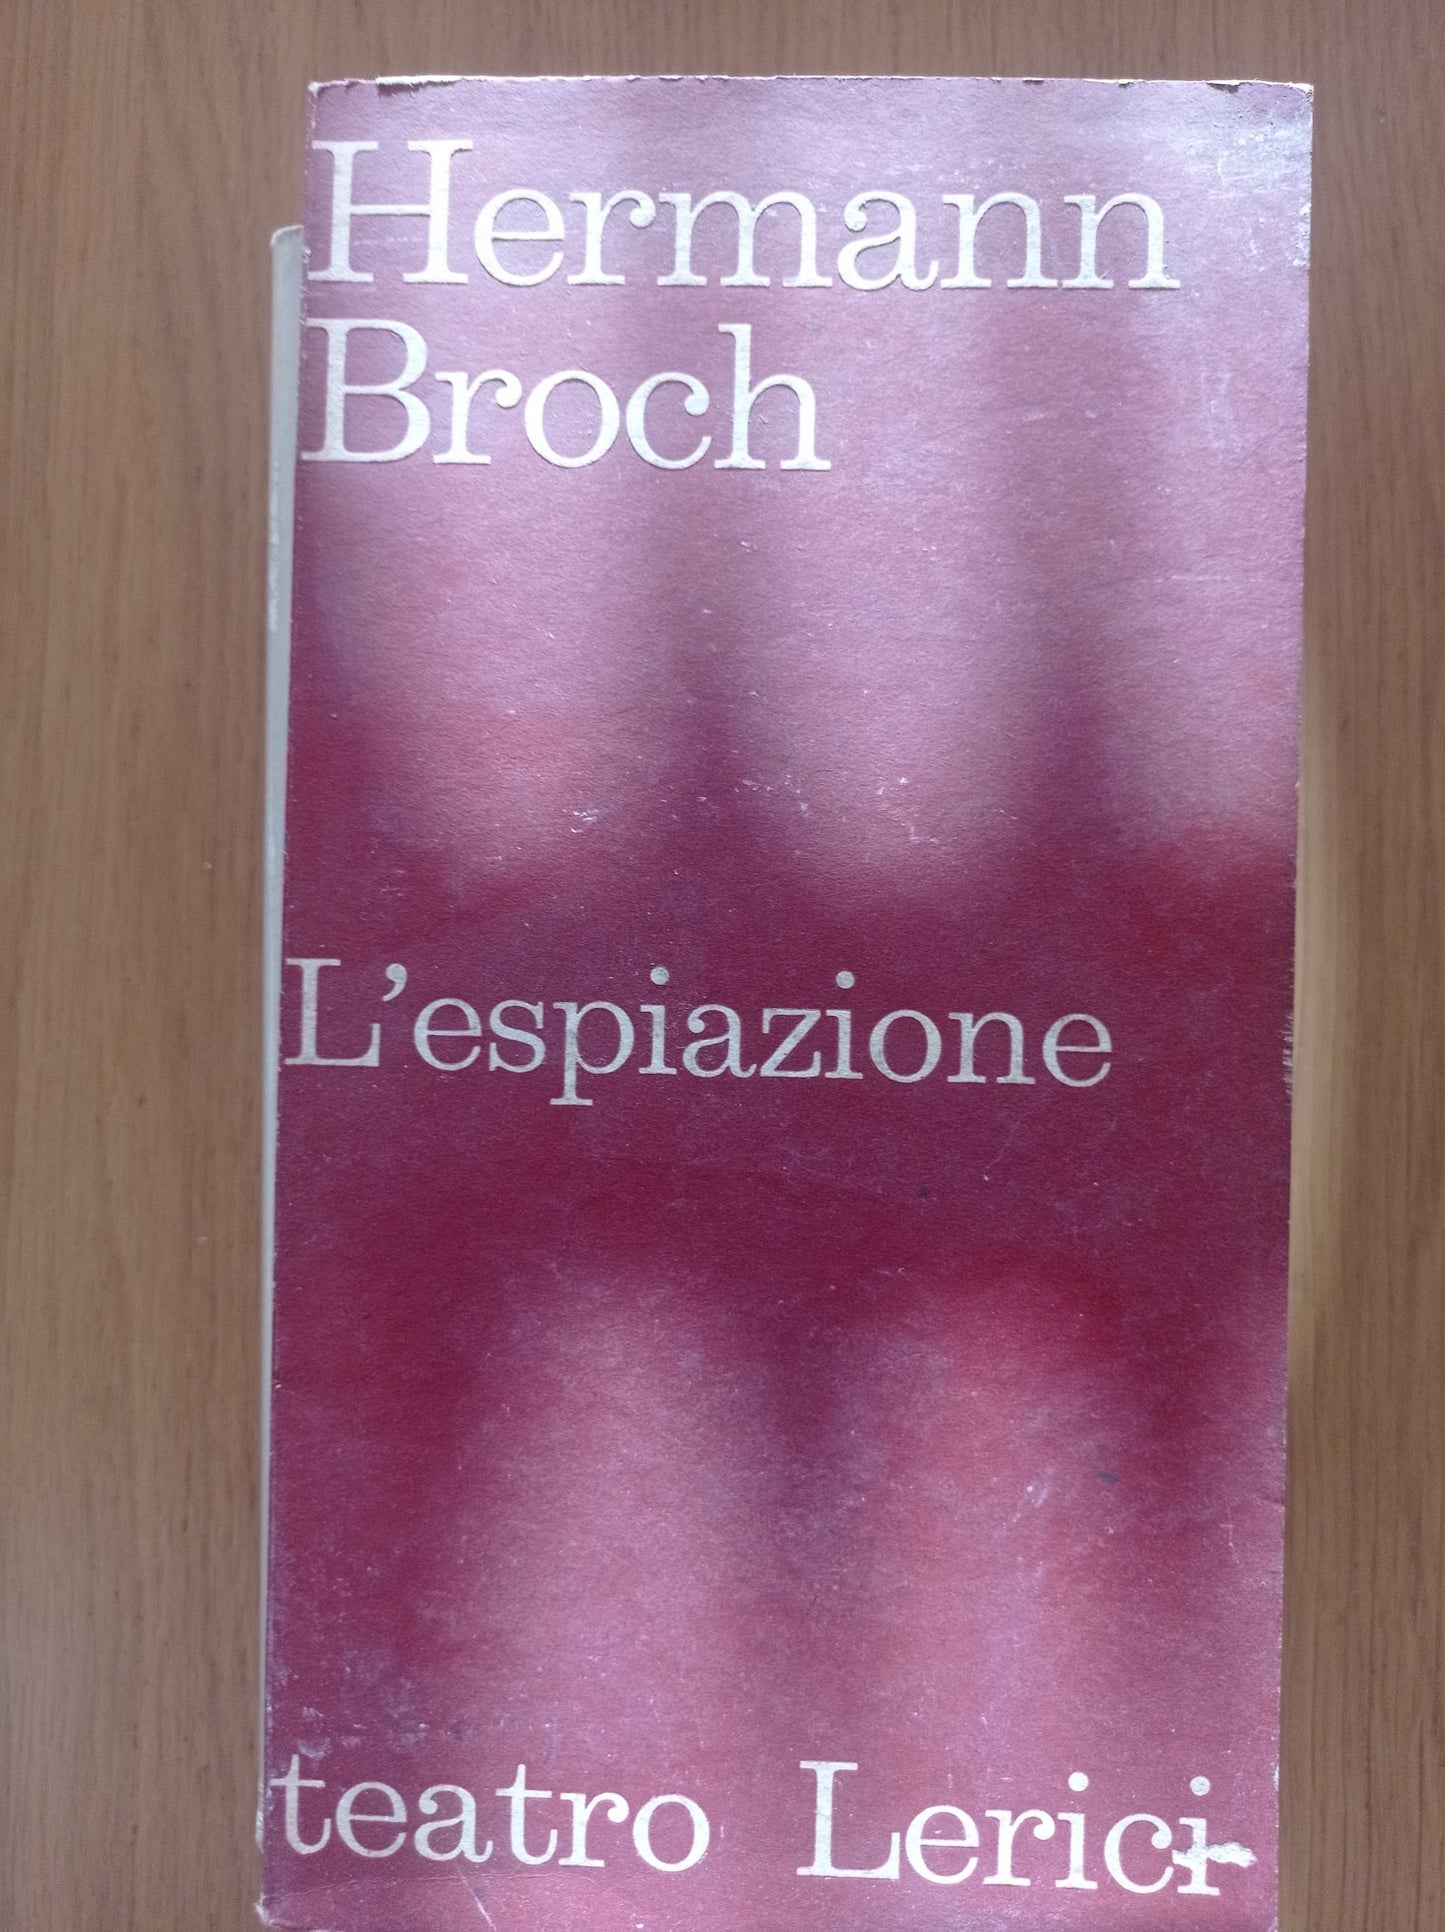 Hermann
Broch
L’espiazione
teatro Lerici